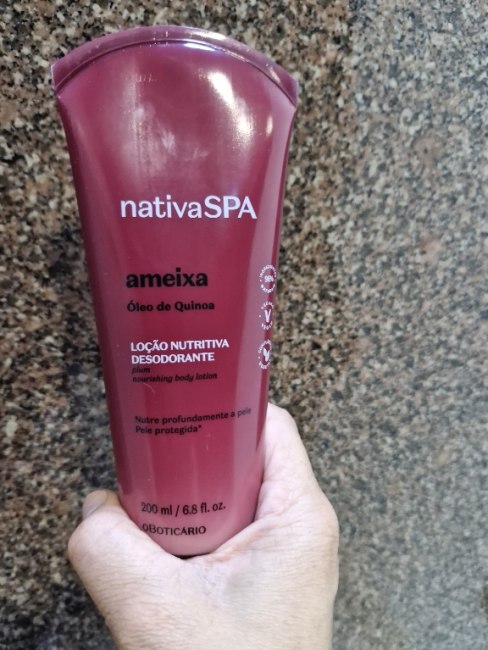 nativaSPA
ameixa
Óleo de Quinoa
LOÇÃO NUTRITIVA
DESODORANTE
plum
nourishing body lotion
Nutre profundamente a pele
Pele protegida*
200 ml / 6.8 fl. oz.
oBOTICÁRIO